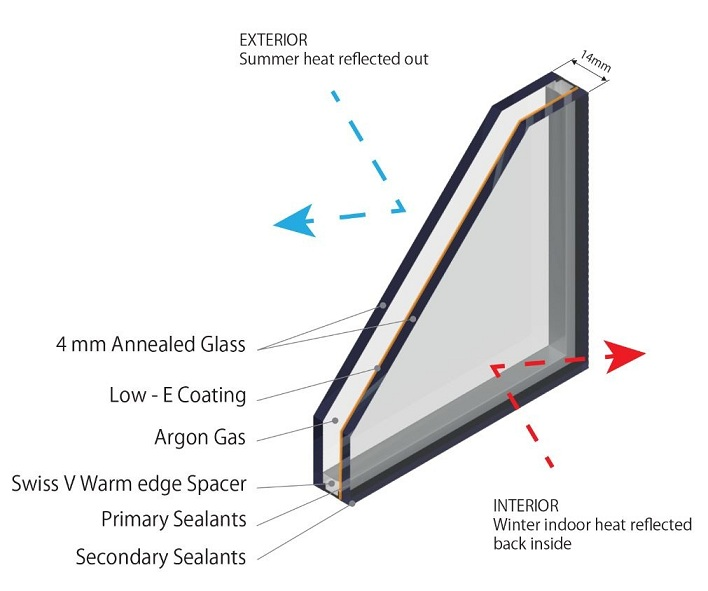 EXTERIOR
Summer heat reflected out
14mm
4 mm Annealed Glass
Low - E Coating
Argon Gas
Swiss V Warm edge Spacer
Primary Sealants
Secondary Sealants
INTERIOR
Winter indoor heat reflected
back inside